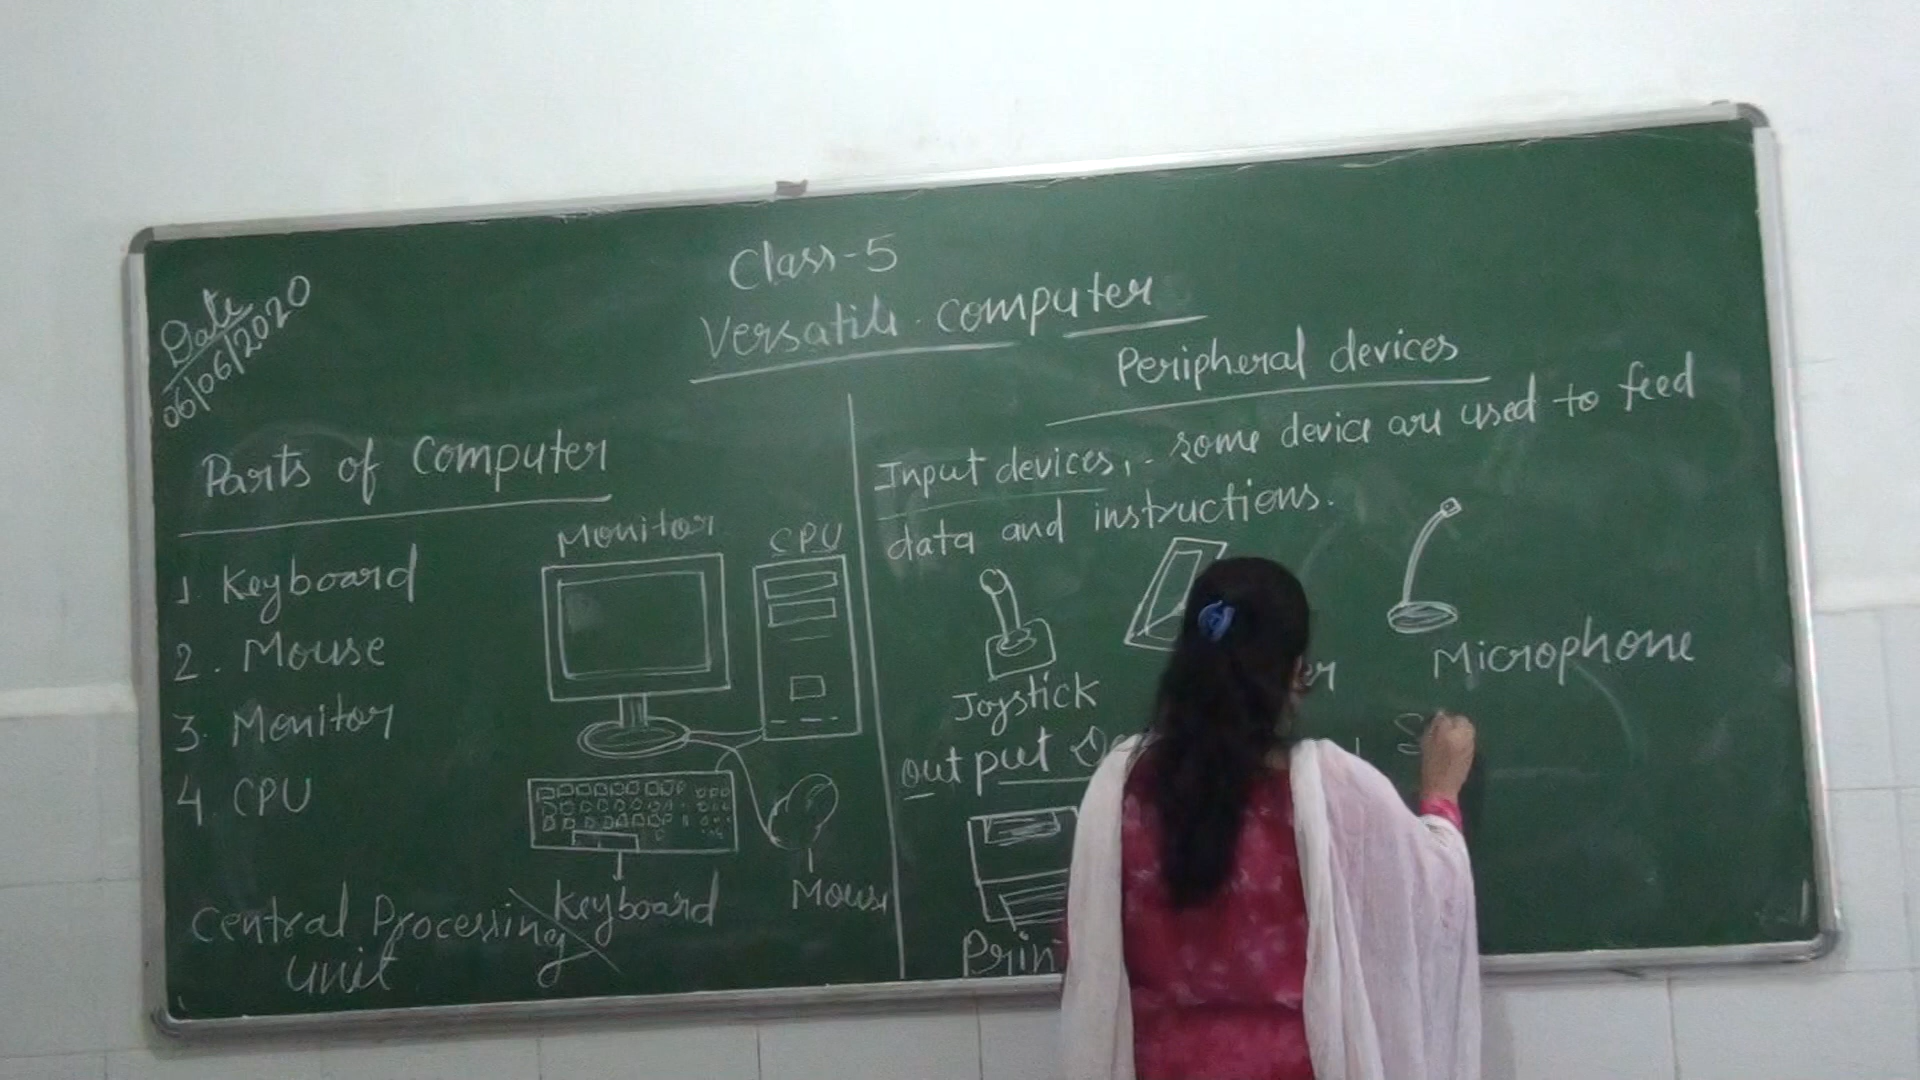 Date
06/06/2020
Class-5
Versatile computer
Parts of Computer
1. Keyboard
2. Mouse
3. Monitor
4. CPU
Central Processing
unit
Monitor
CPU
Keyboard
Mouse
Peripheral devices
Input devices,- some device are used to feed
data and instructions.
Joystick
Microphone
output